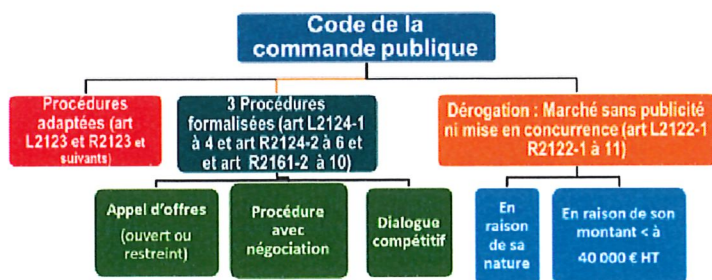 Code de la
commande publique
Procédures
adaptées (art
L2123 et R2123 et
suivants)
3 Procédures
formalisées (art L2124-1
à 4 et art R2124-2 à 6 et
et art R2161-2 à 10)
Dérogation : Marché sans publicité
ni mise en concurrence (art L2122-1
R2122-1 à 11)
Appel d'offres
(ouvert ou
restreint)
Procédure
avec
négociation
Dialogue
compétitif
En
raison
de sa
nature
En raison de son
montant < à
40 000 € HT